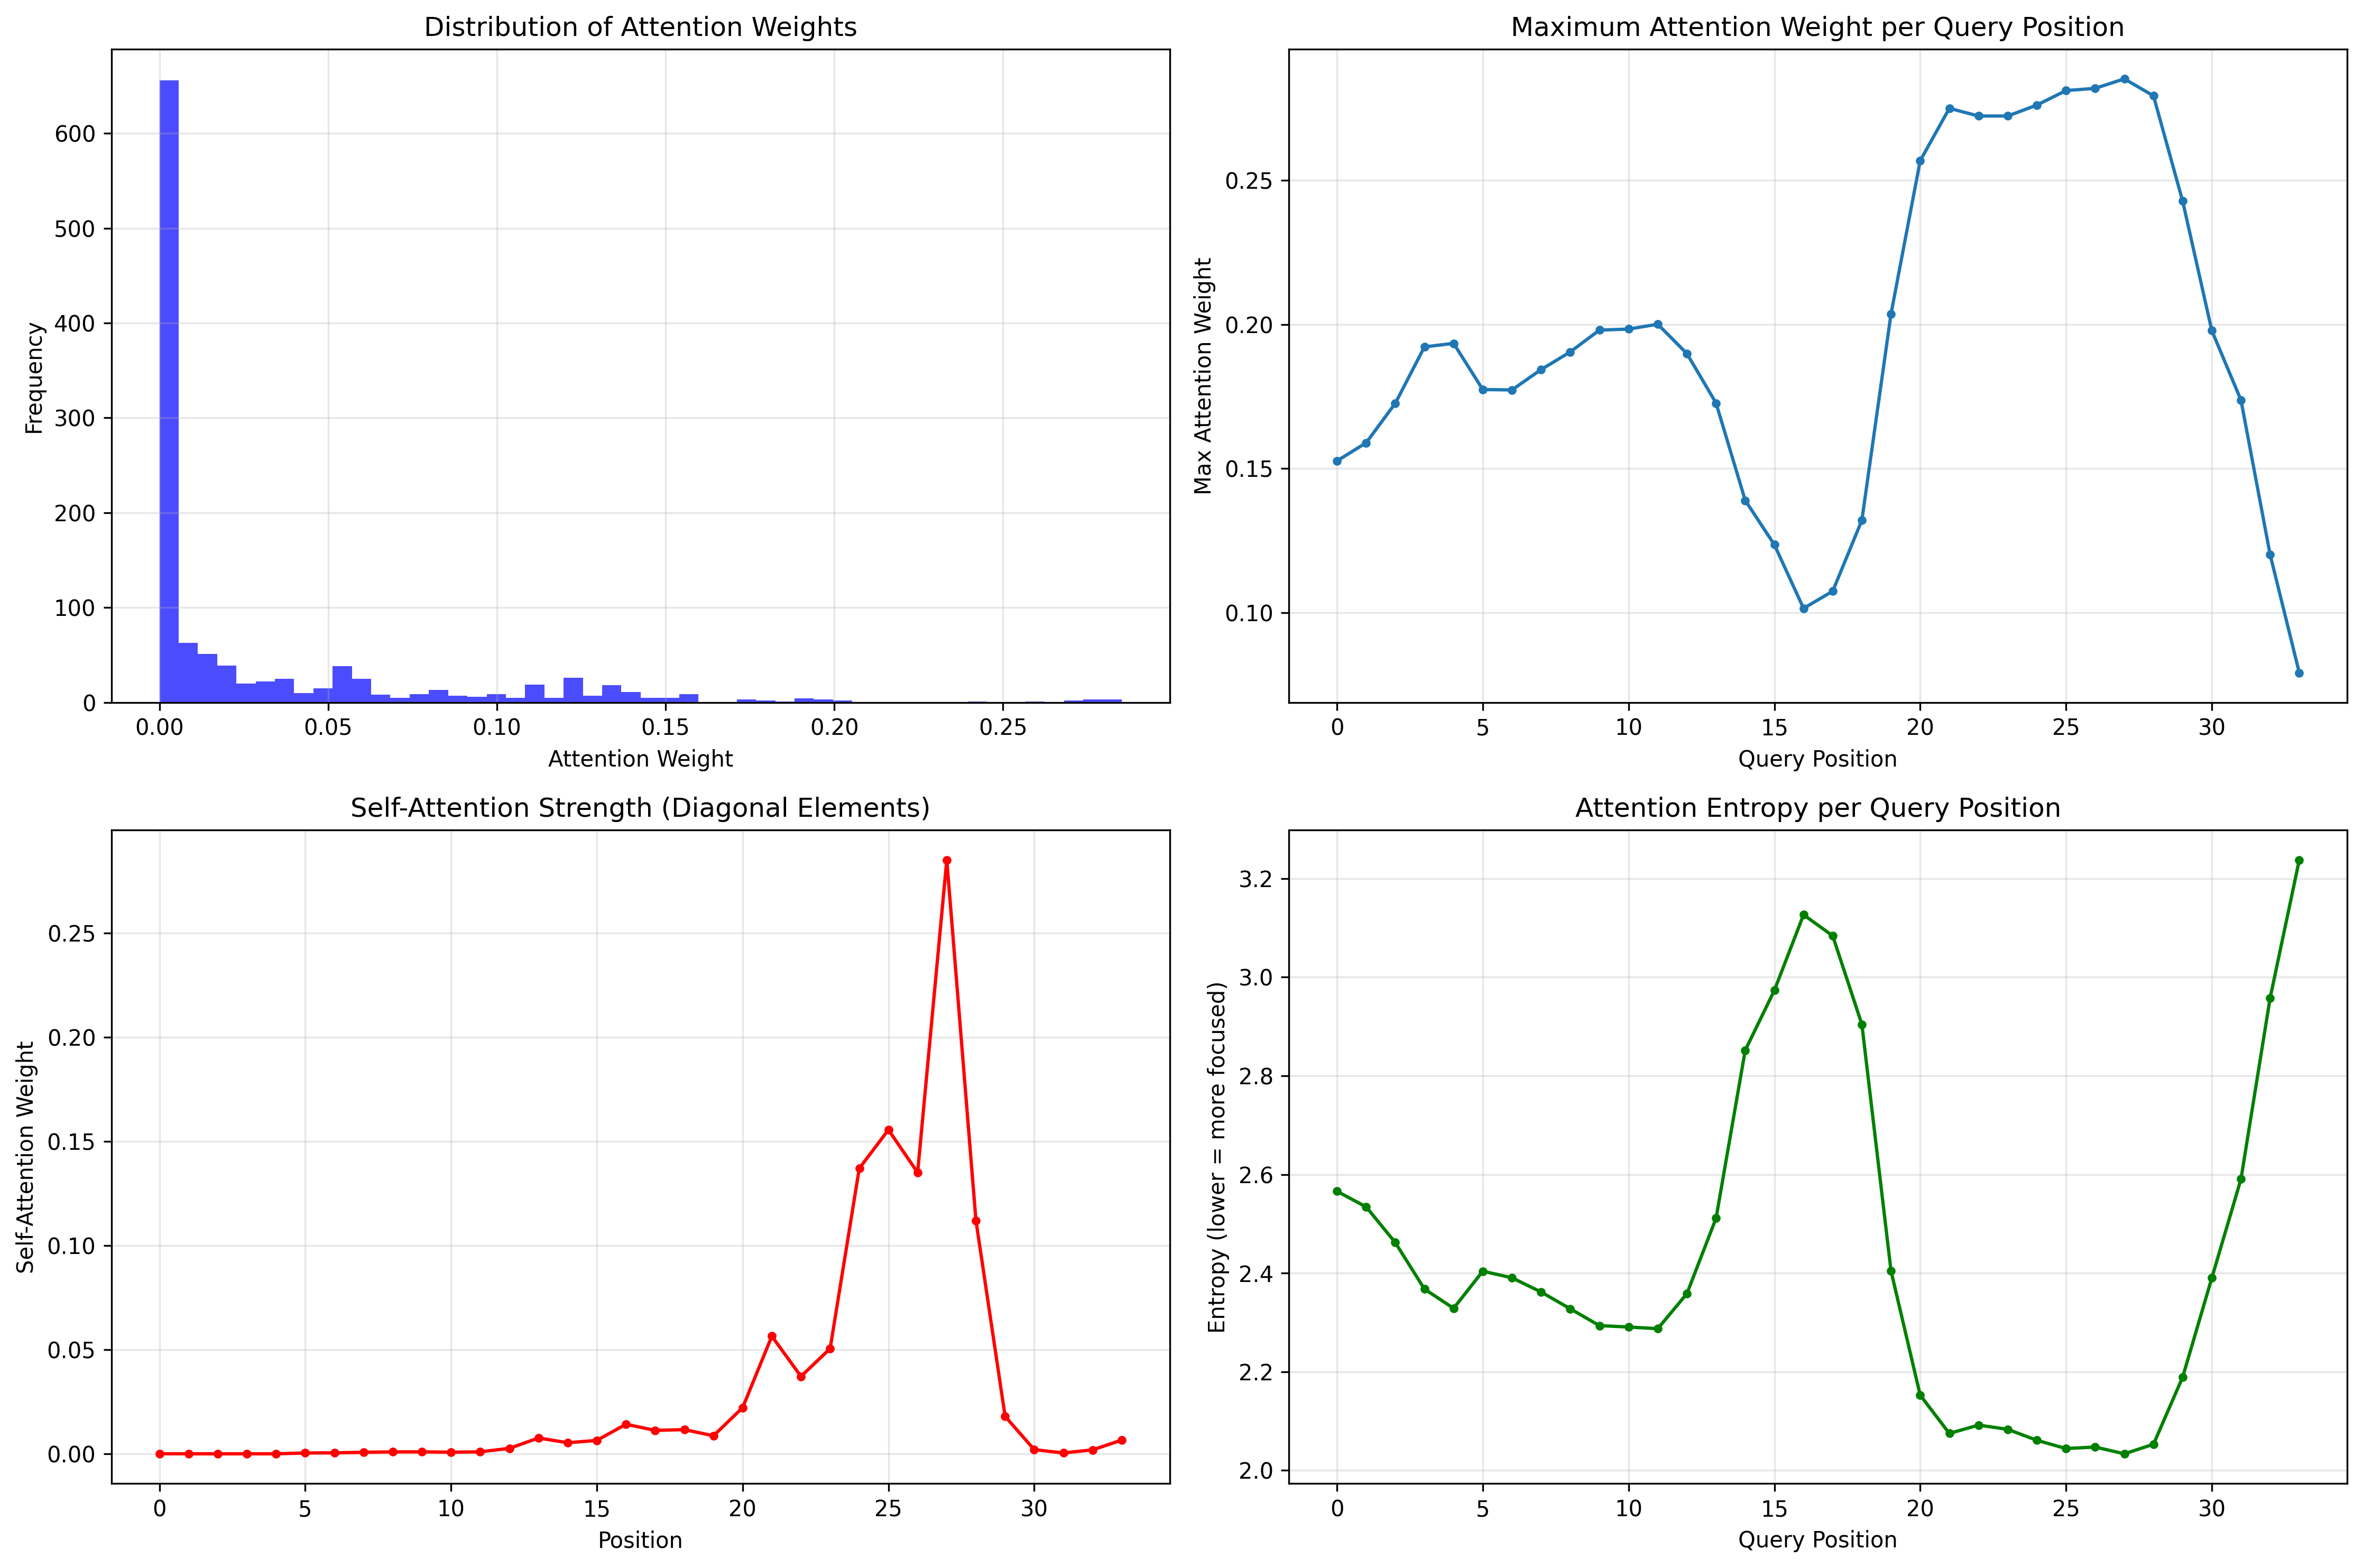 Distribution of Attention Weights
Frequency
600
500
400
300
200
100
0
0.00 0.05 0.10 0.15 0.20 0.25
Attention Weight
Maximum Attention Weight per Query Position
Max Attention Weight
0.25
0.20
0.15
0.10
0 5 10 15 20 25 30
Query Position
Self-Attention Strength (Diagonal Elements)
Self-Attention Weight
0.25
0.20
0.15
0.10
0.05
0.00
0 5 10 15 20 25 30
Position
Attention Entropy per Query Position
Entropy (lower = more focused)
3.2
3.0
2.8
2.6
2.4
2.2
2.0
0 5 10 15 20 25 30
Query Position